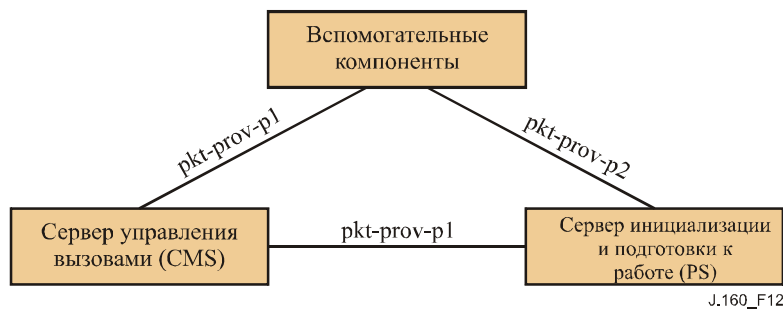 Вспомогательные
компоненты
pkt-prov-p1
pkt-prov-p2
Сервер управления
вызовами (CMS)
pkt-prov-p1
Сервер инициализации
и подготовки к
работе (PS)
J.160_F12